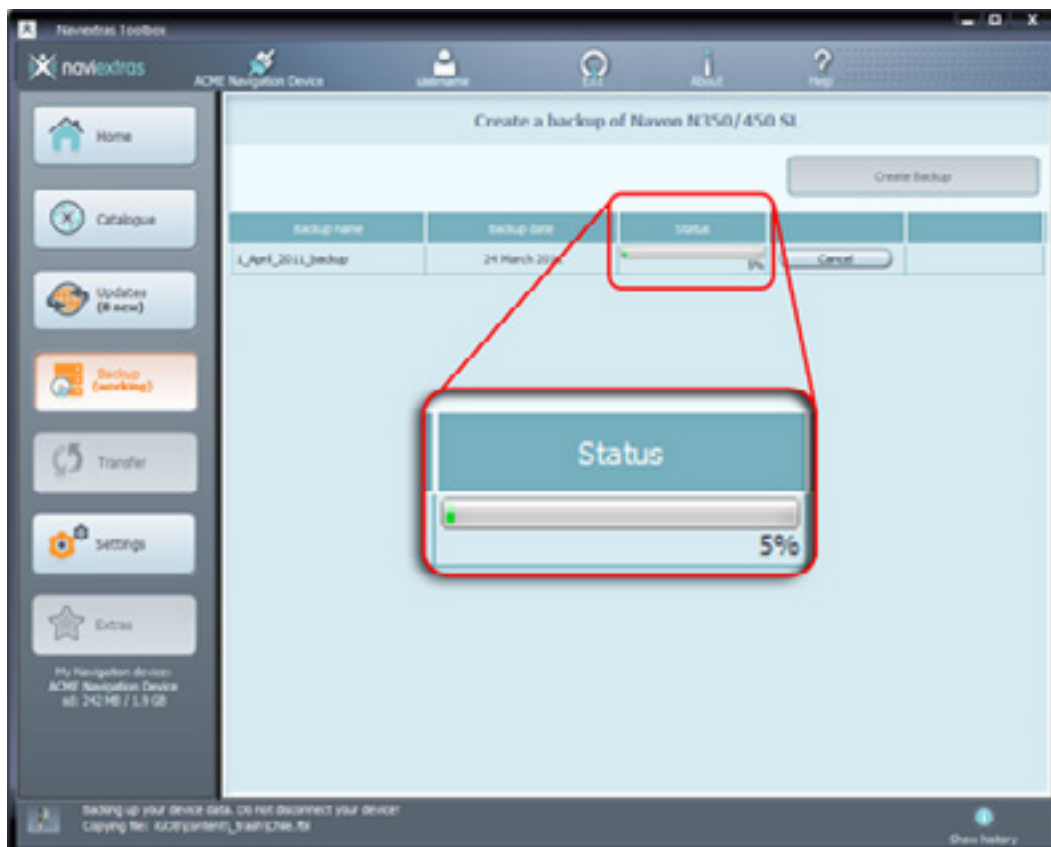 Naviextras Toolbox
naviextras
ACME Navigation Device
username
Exit
About
Help
Home
Catalogue
Updates
(8 new)
Backup
(working)
Transfer
Settings
Extras
My Navigation device:
ACME Navigation Device
sd: 242 MB / 1.9 GB
Create a backup of Navon N350/450 SL
Create Backup
Backup name
Backup date
Status
1_April_2011_backup
24 March
5%
Cancel
Status
5%
Backing up your device data. Do not disconnect your device!
Copying file:
Show history